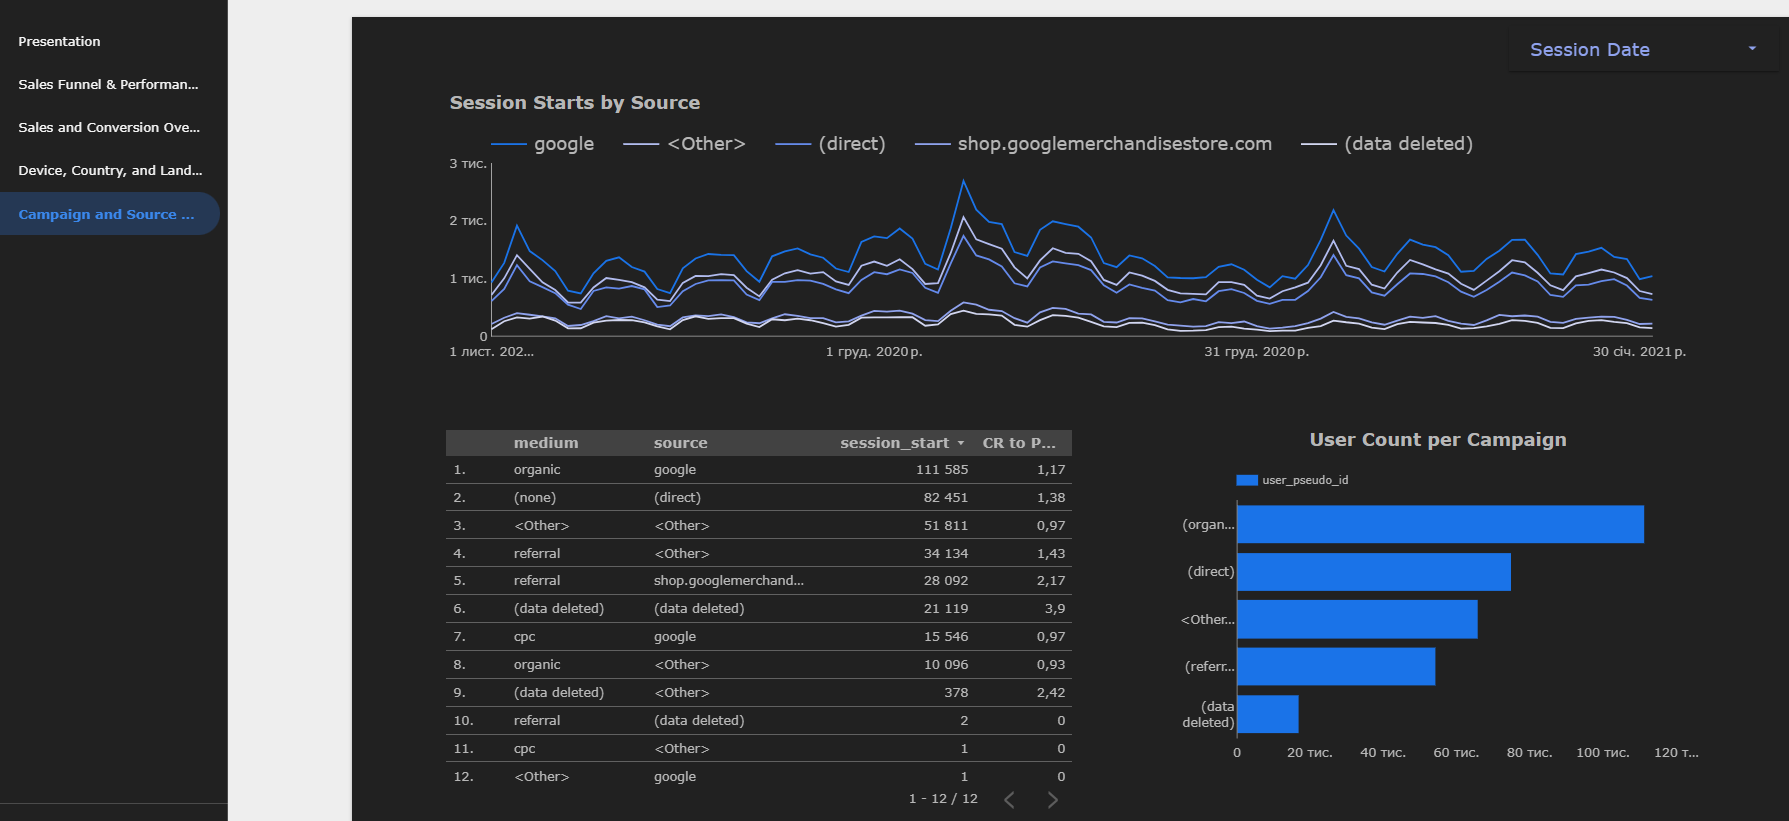 Presentation
Sales Funnel & Performan...
Sales and Conversion Ove...
Device, Country, and Land...
Campaign and Source ...
Session Date
Session Starts by Source
google <Other> (direct) shop.googlemerchandisestore.com (data deleted)
3 тис.
2 тис.
1 тис.
0
1 лист. 202... 1 груд. 2020 р. 31 груд. 2020 р. 30 січ. 2021 р.
medium source session_start CR to P...
1. organic google 111 585 1,17
2. (none) (direct) 82 451 1,38
3. <Other> <Other> 51 811 0,97
4. referral <Other> 34 134 1,43
5. referral shop.googlemerchand... 28 092 2,17
6. (data deleted) (data deleted) 21 119 3,9
7. cpc google 15 546 0,97
8. organic <Other> 10 096 0,93
9. (data deleted) <Other> 378 2,42
10. referral (data deleted) 2 0
11. cpc <Other> 1 0
12. <Other> google 1 0
1 - 12 / 12
User Count per Campaign
user_pseudo_id
(organ...
(direct)
<Other...
(referr...
(data
deleted)
0 20 тис. 40 тис. 60 тис. 80 тис. 100 тис. 120 т...